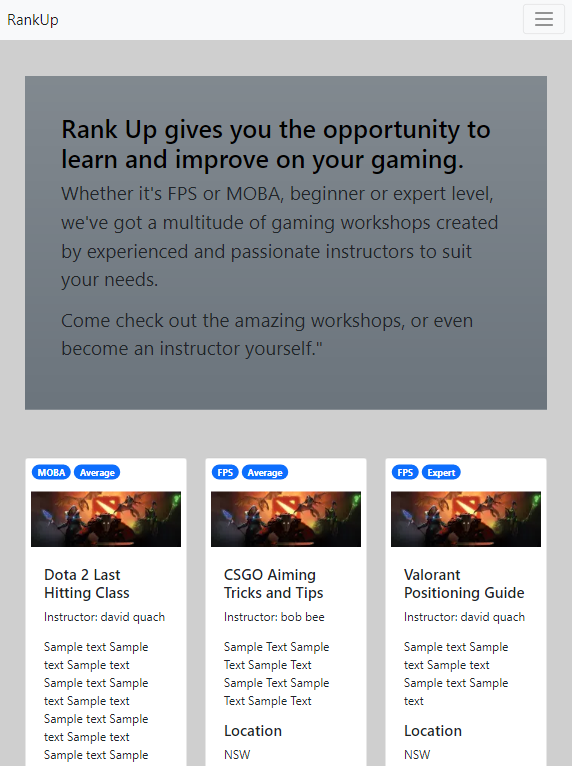 RankUp
Rank Up gives you the opportunity to
learn and improve on your gaming.
Whether it's FPS or MOBA, beginner or expert level,
we've got a multitude of gaming workshops created
by experienced and passionate instructors to suit
your needs.
Come check out the amazing workshops, or even
become an instructor yourself."
MOBA Average
Dota 2 Last
Hitting Class
Instructor: david quach
Sample text Sample
text Sample text
Sample text Sample
text Sample text
Sample text Sample
text Sample text
Sample text Sample
FPS Average
CSGO Aiming
Tricks and Tips
Instructor: bob bee
Sample Text Sample
Text Sample Text
Sample Text Sample
Text Sample Text
Location
NSW
FPS Expert
Valorant
Positioning Guide
Instructor: david quach
Sample text Sample
text Sample text
Sample text Sample
text
Location
NSW